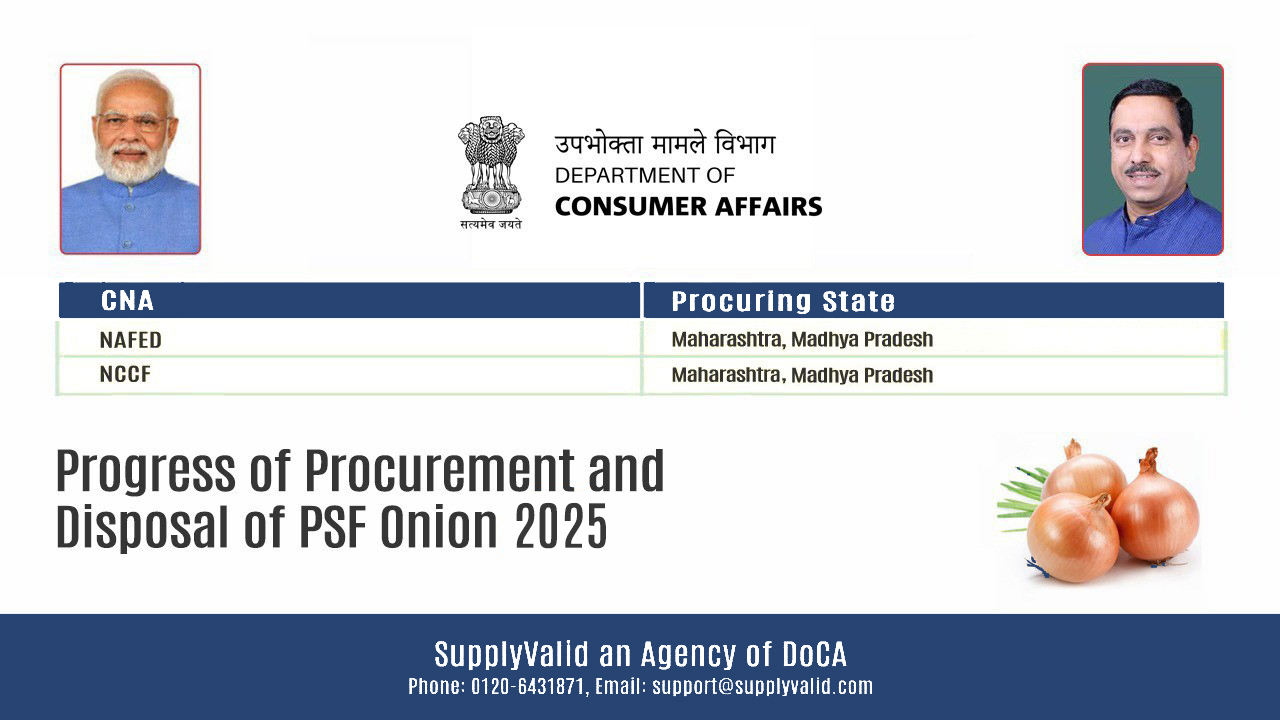 उपभोक्ता मामले विभाग
DEPARTMENT OF
CONSUMER AFFAIRS
सत्यमेव जयते
CNA Procuring State
NAFED Maharashtra, Madhya Pradesh
NCCF Maharashtra, Madhya Pradesh
Progress of Procurement and
Disposal of PSF Onion 2025
SupplyValid an Agency of DoCA
Phone: 0120-6431871, Email: support@supplyvalid.com